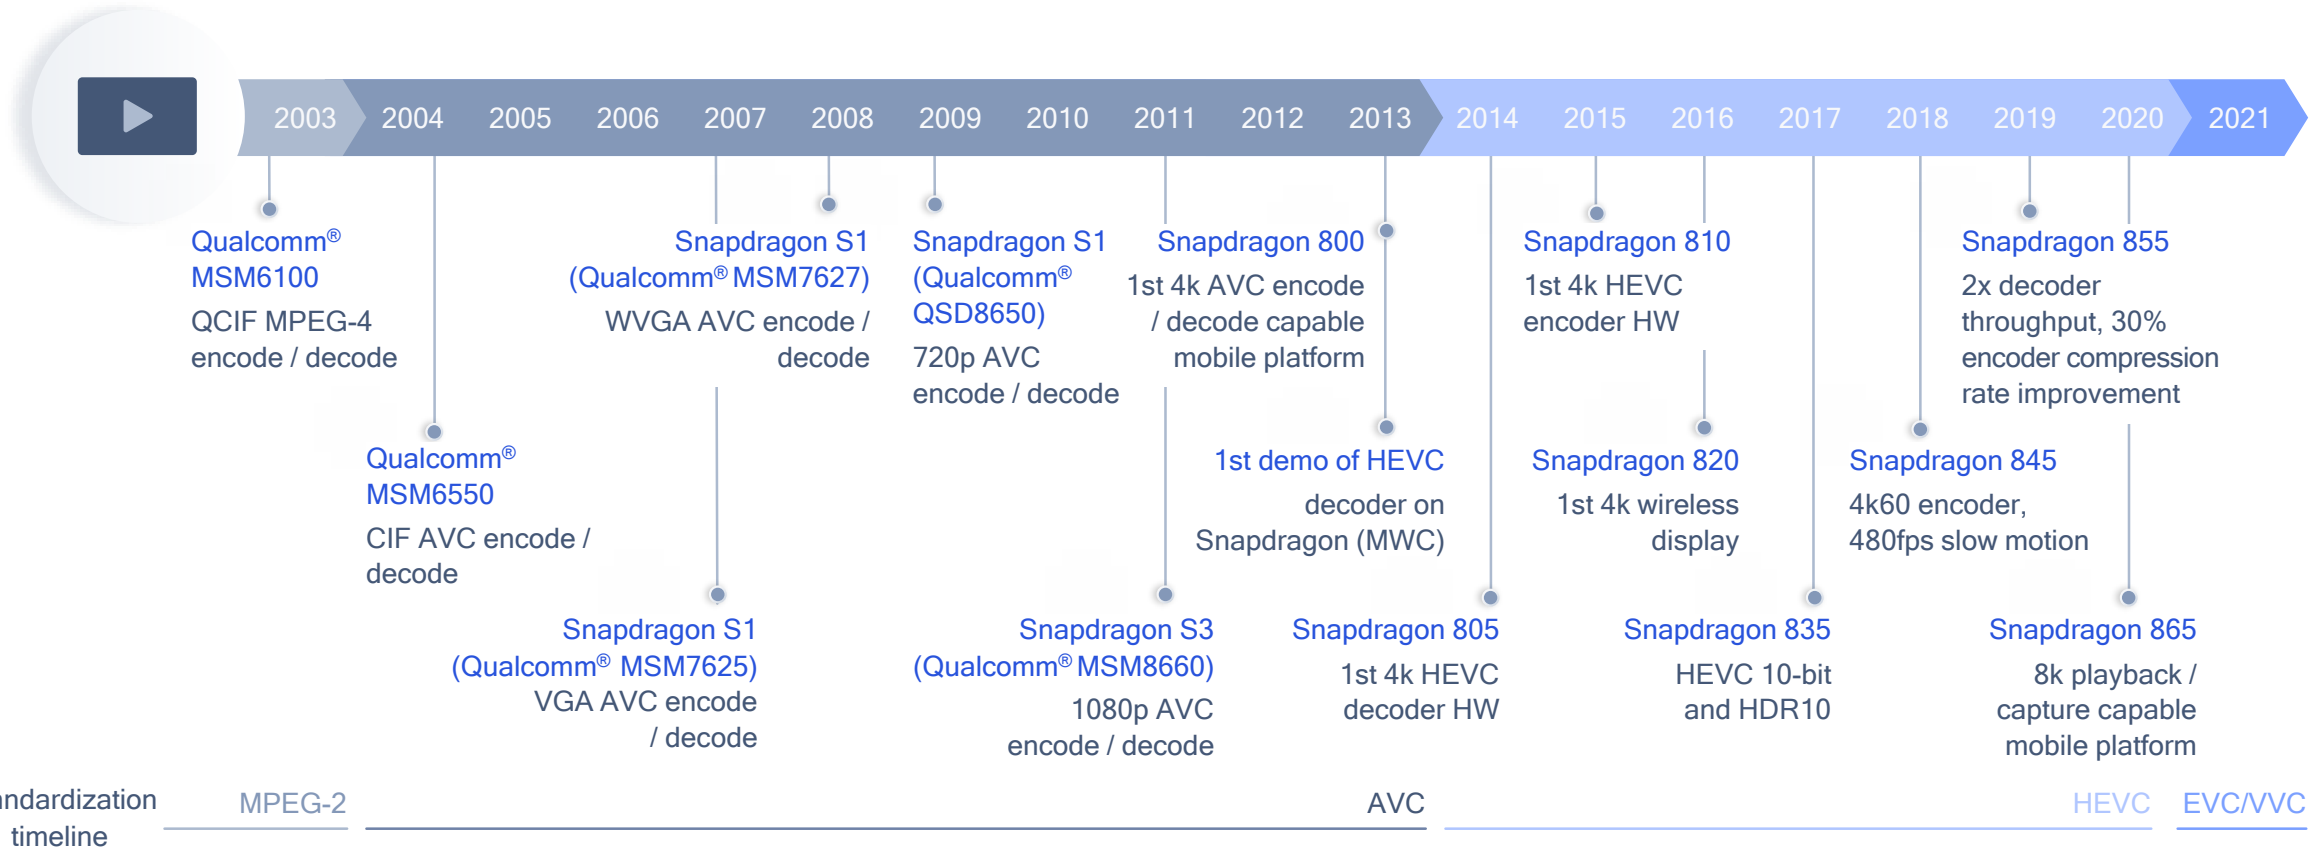 2003 2004 2005 2006 2007 2008 2009 2010 2011 2012 2013 2014 2015 2016 2017 2018 2019 2020 2021
Qualcomm®
MSM6100
QCIF MPEG-4
encode / decode
Qualcomm®
MSM6550
CIF AVC encode /
decode
Snapdragon S1
(Qualcomm® MSM7625)
VGA AVC encode
/ decode
Snapdragon S1
(Qualcomm® MSM7627)
WVGA AVC encode /
decode
Snapdragon S1
(Qualcomm®
QSD8650)
720p AVC
encode / decode
Snapdragon S3
(Qualcomm® MSM8660)
1080p AVC
encode / decode
Snapdragon 800
1st 4k AVC encode
/ decode capable
mobile platform
1st demo of HEVC
decoder on
Snapdragon (MWC)
Snapdragon 805
1st 4k HEVC
decoder HW
Snapdragon 810
1st 4k HEVC
encoder HW
Snapdragon 820
1st 4k wireless
display
Snapdragon 835
HEVC 10-bit
and HDR10
Snapdragon 845
4k60 encoder,
480fps slow motion
Snapdragon 855
2x decoder
throughput, 30%
encoder compression
rate improvement
Snapdragon 865
8k playback /
capture capable
mobile platform
andardization
timeline
MPEG-2
AVC
HEVC
EVC/VVC